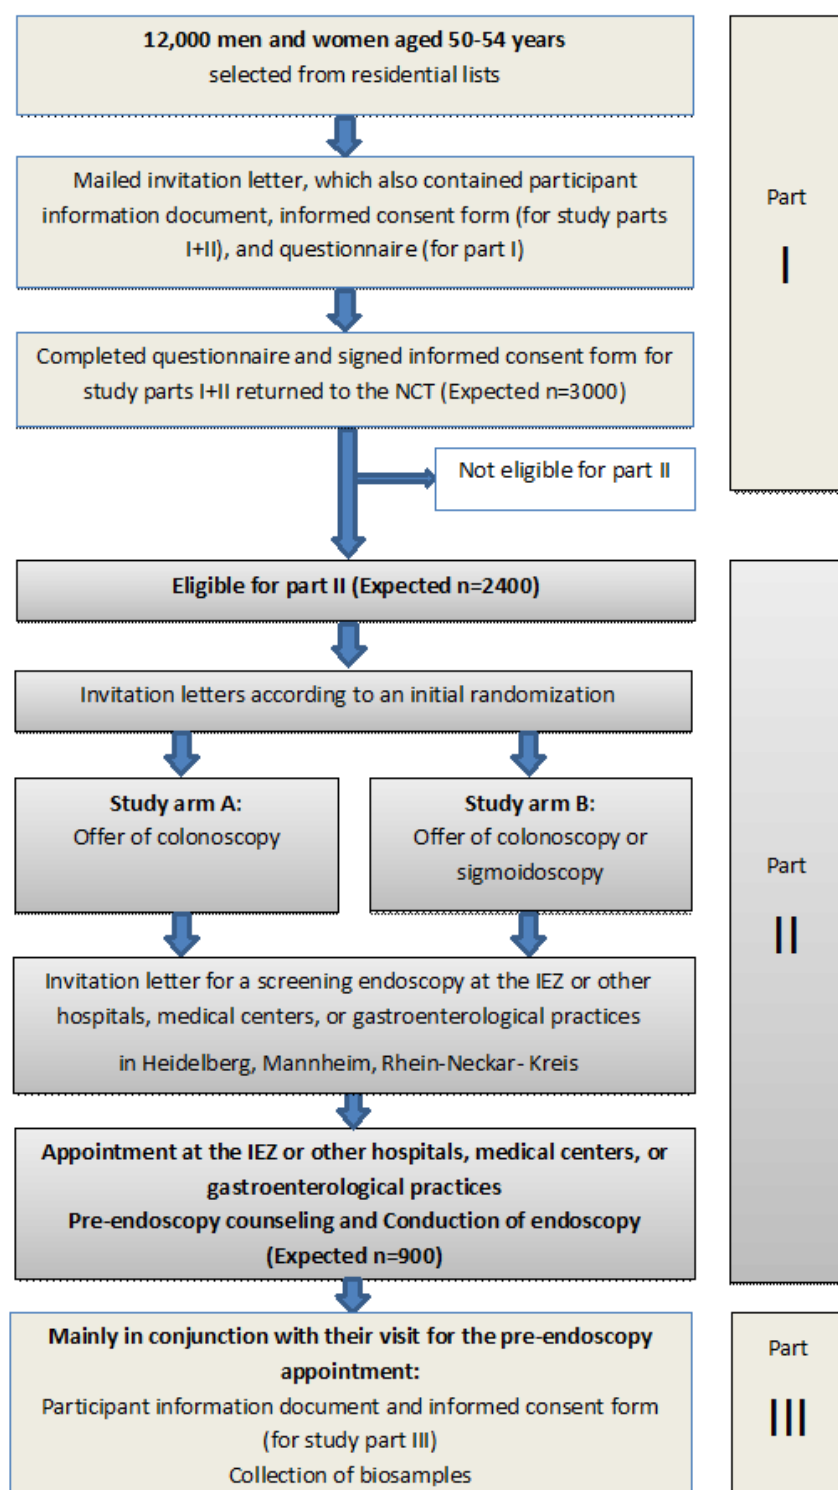 12,000 men and women aged 50-54 years
selected from residential lists
Mailed invitation letter, which also contained participant
information document, informed consent form (for study parts
I+II), and questionnaire (for part I)
Completed questionnaire and signed informed consent form for
study parts I+II returned to the NCT (Expected n=3000)
Not eligible for part II
Part
I
Eligible for part II (Expected n=2400)
Invitation letters according to an initial randomization
Study arm A:
Offer of colonoscopy
Study arm B:
Offer of colonoscopy or
sigmoidoscopy
Invitation letter for a screening endoscopy at the IEZ or other
hospitals, medical centers, or gastroenterological practices
in Heidelberg, Mannheim, Rhein-Neckar- Kreis
Appointment at the IEZ or other hospitals, medical centers, or
gastroenterological practices
Pre-endoscopy counseling and Conduction of endoscopy
(Expected n=900)
Part
II
Mainly in conjunction with their visit for the pre-endoscopy
appointment:
Participant information document and informed consent form
(for study part III)
Collection of biosamples
Part
III